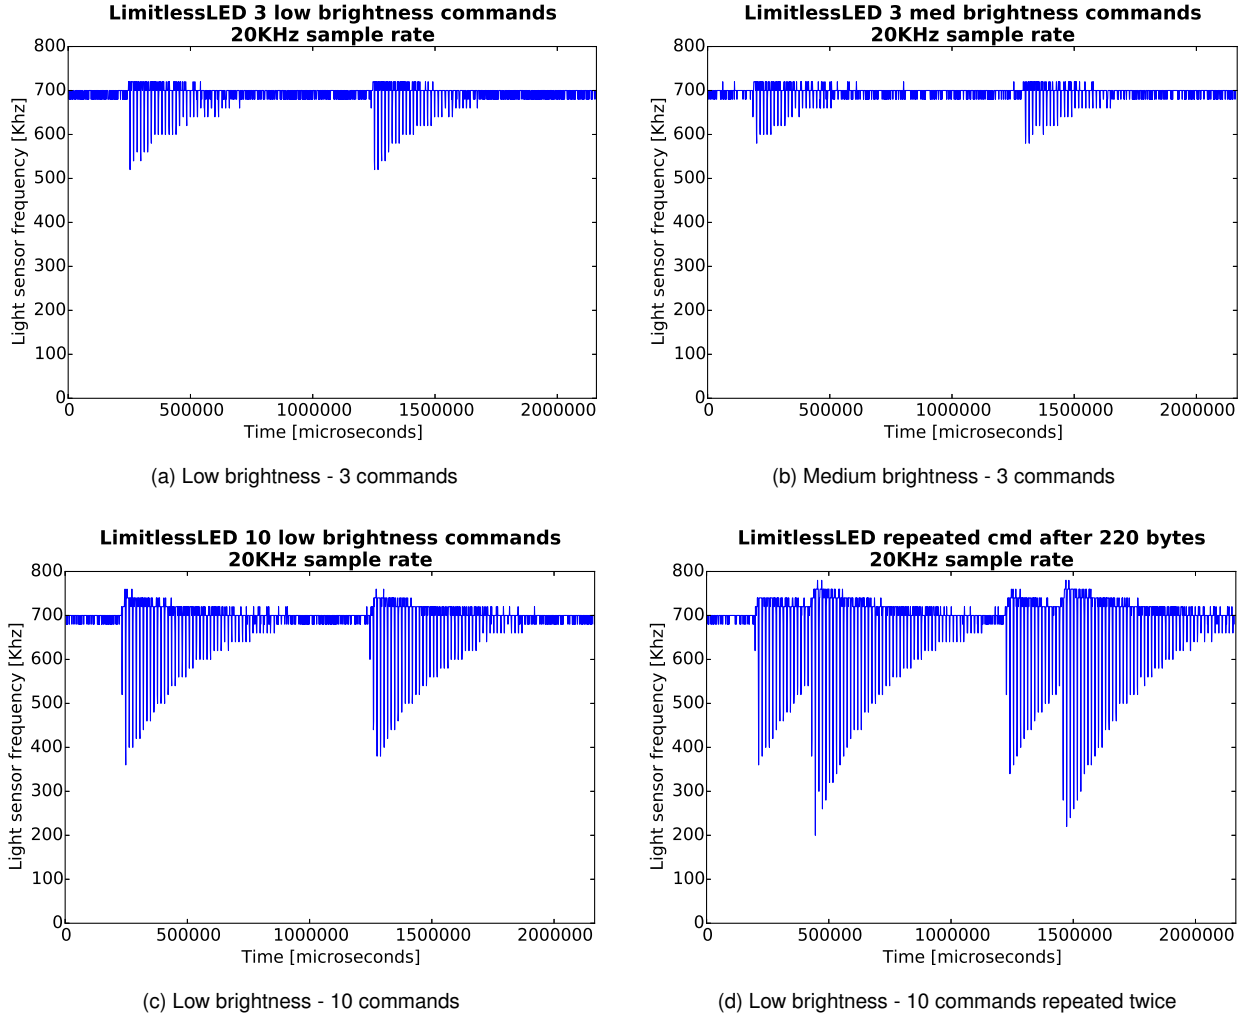 LimitlessLED 3 low brightness commands
20KHz sample rate
800
700
600
500
400
300
200
100
0
Light sensor frequency [Khz]
0 500000 1000000 1500000 2000000
Time [microseconds]
(a) Low brightness - 3 commands
LimitlessLED 3 med brightness commands
20KHz sample rate
800
700
600
500
400
300
200
100
0
Light sensor frequency [Khz]
0 500000 1000000 1500000 2000000
Time [microseconds]
(b) Medium brightness - 3 commands
LimitlessLED 10 low brightness commands
20KHz sample rate
800
700
600
500
400
300
200
100
0
Light sensor frequency [Khz]
0 500000 1000000 1500000 2000000
Time [microseconds]
(c) Low brightness - 10 commands
LimitlessLED repeated cmd after 220 bytes
20KHz sample rate
800
700
600
500
400
300
200
100
0
Light sensor frequency [Khz]
0 500000 1000000 1500000 2000000
Time [microseconds]
(d) Low brightness - 10 commands repeated twice